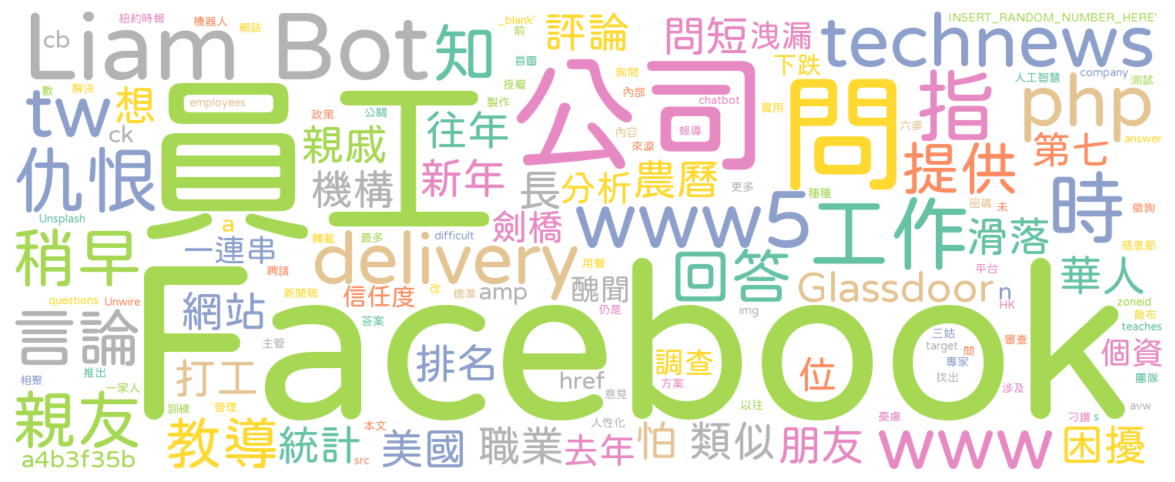 紐約時報 機器人 _blank' INSERT_RANDOM_NUMBER_HERE'
cb 網誌 前 評論 問短 洩漏 technews
Liam Bot 知 首圖 下跌 人工智慧 company 測試
數 解決 授權 詢問 內部
tw 想 employees 員工 政策 公關 製作 公司 chatbot 問 實用 指 php
ck 親戚 往年 內容 來源 報導 六婆 answer
仇恨 機構 新年 長 分析 農曆 更多 種種 提供 第七
Unsplash a 劍橋 www5 密碼 未 時 徵詢
稍早 一連串 轉載 最多 difficult 工作 滑落 感恩節
聘請 delivery 用餐 回答 平台 華人
questions Unwire 網站 新聞稿 信任度 改 標準 amp 醜聞 Glassdoor n zoneid
言論 答案 仍是 img HK 散布
主管 Facebook 三姑 審查 teaches
排名 調查 target 間 個資
相聚 推出 打工 href 位 專家 團隊
一家人 方案 意見 找出 涉及
親友 訓練 管理 以往 憂慮 刁鑽 s avw
本文 人性化
a4b3f35b 教導 統計 src 美國 職業 去年 怕 類似 朋友 www 困擾